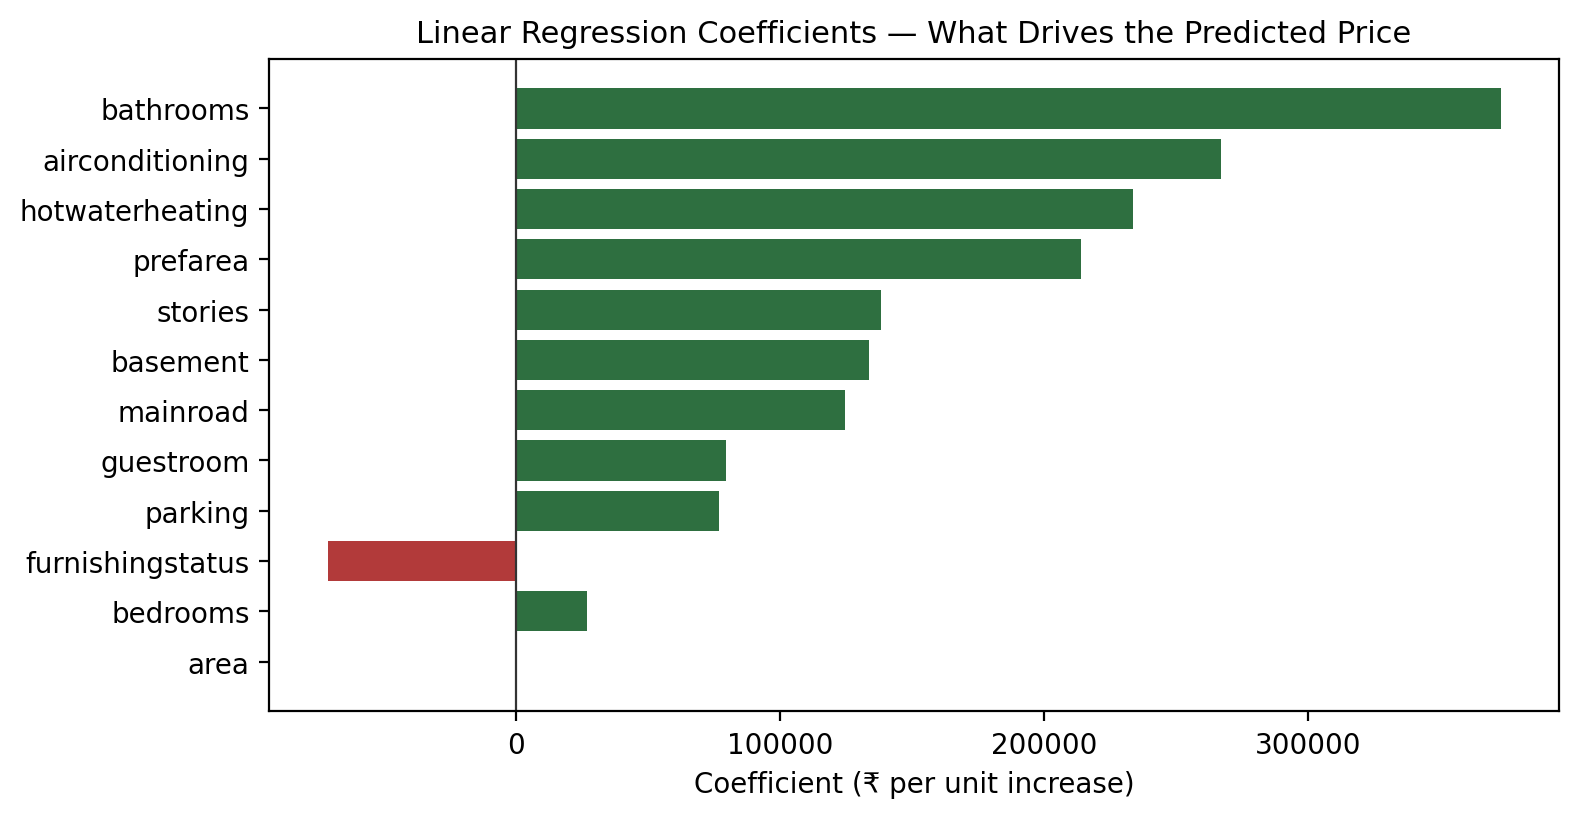 Linear Regression Coefficients — What Drives the Predicted Price
bathrooms
airconditioning
hotwaterheating
prefarea
stories
basement
mainroad
guestroom
parking
furnishingstatus
bedrooms
area
0 100000 200000 300000
Coefficient (₹ per unit increase)